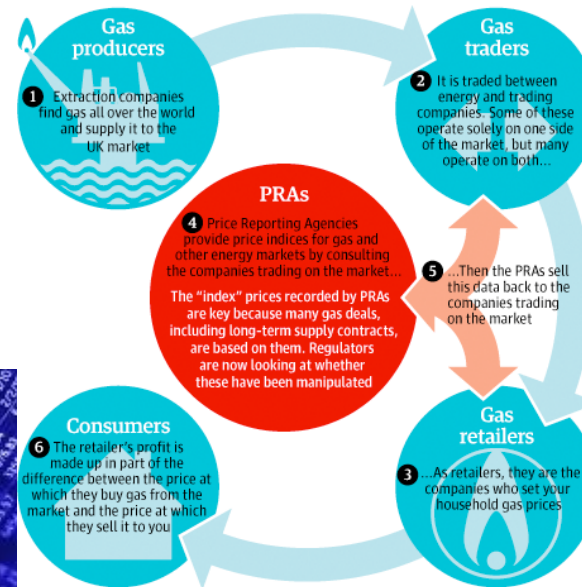 Gas
producers
1 Extraction companies
find gas all over the world
and supply it to the
UK market
Gas
traders
2 It is traded between
energy and trading
companies. Some of these
operate solely on one side
of the market, but many
operate on both...
PRAs
4 Price Reporting Agencies
provide price indices for gas and
other energy markets by consulting
the companies trading on the market...
The “index” prices recorded by PRAs
are key because many gas deals,
including long-term supply contracts,
are based on them. Regulators
are now looking at whether
these have been manipulated
5 ...Then the PRAs sell
this data back to the
companies trading
on the market
Gas
retailers
3 ...As retailers, they are the
companies who set your
household gas prices
Consumers
6 The retailer’s profit is
made up in part of the
difference between the price at
which they buy gas from the
market and the price at which
they sell it to you